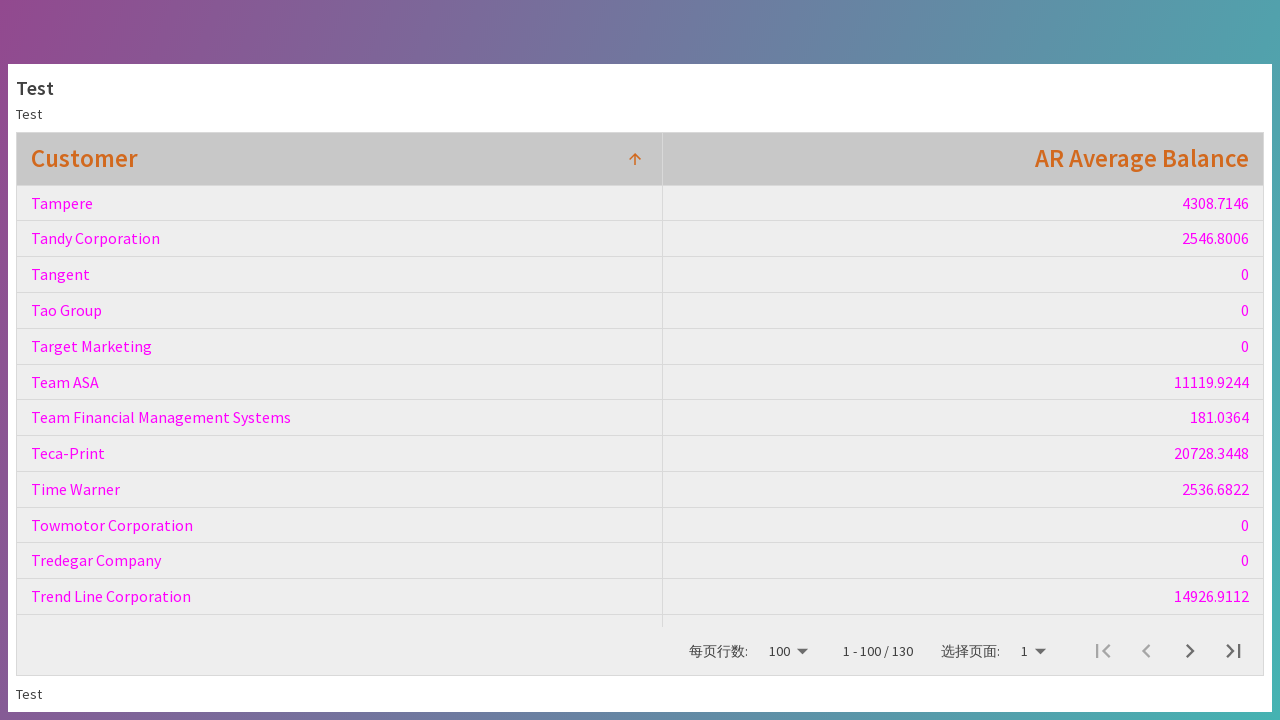 Test
Test
Customer AR Average Balance
Tampere 4308.7146
Tandy Corporation 2546.8006
Tangent 0
Tao Group 0
Target Marketing 0
Team ASA 11119.9244
Team Financial Management Systems 181.0364
Teca-Print 20728.3448
Time Warner 2536.6822
Towmotor Corporation 0
Tredegar Company 0
Trend Line Corporation 14926.9112
每页行数: 100 1 - 100 / 130 选择页面: 1
Test